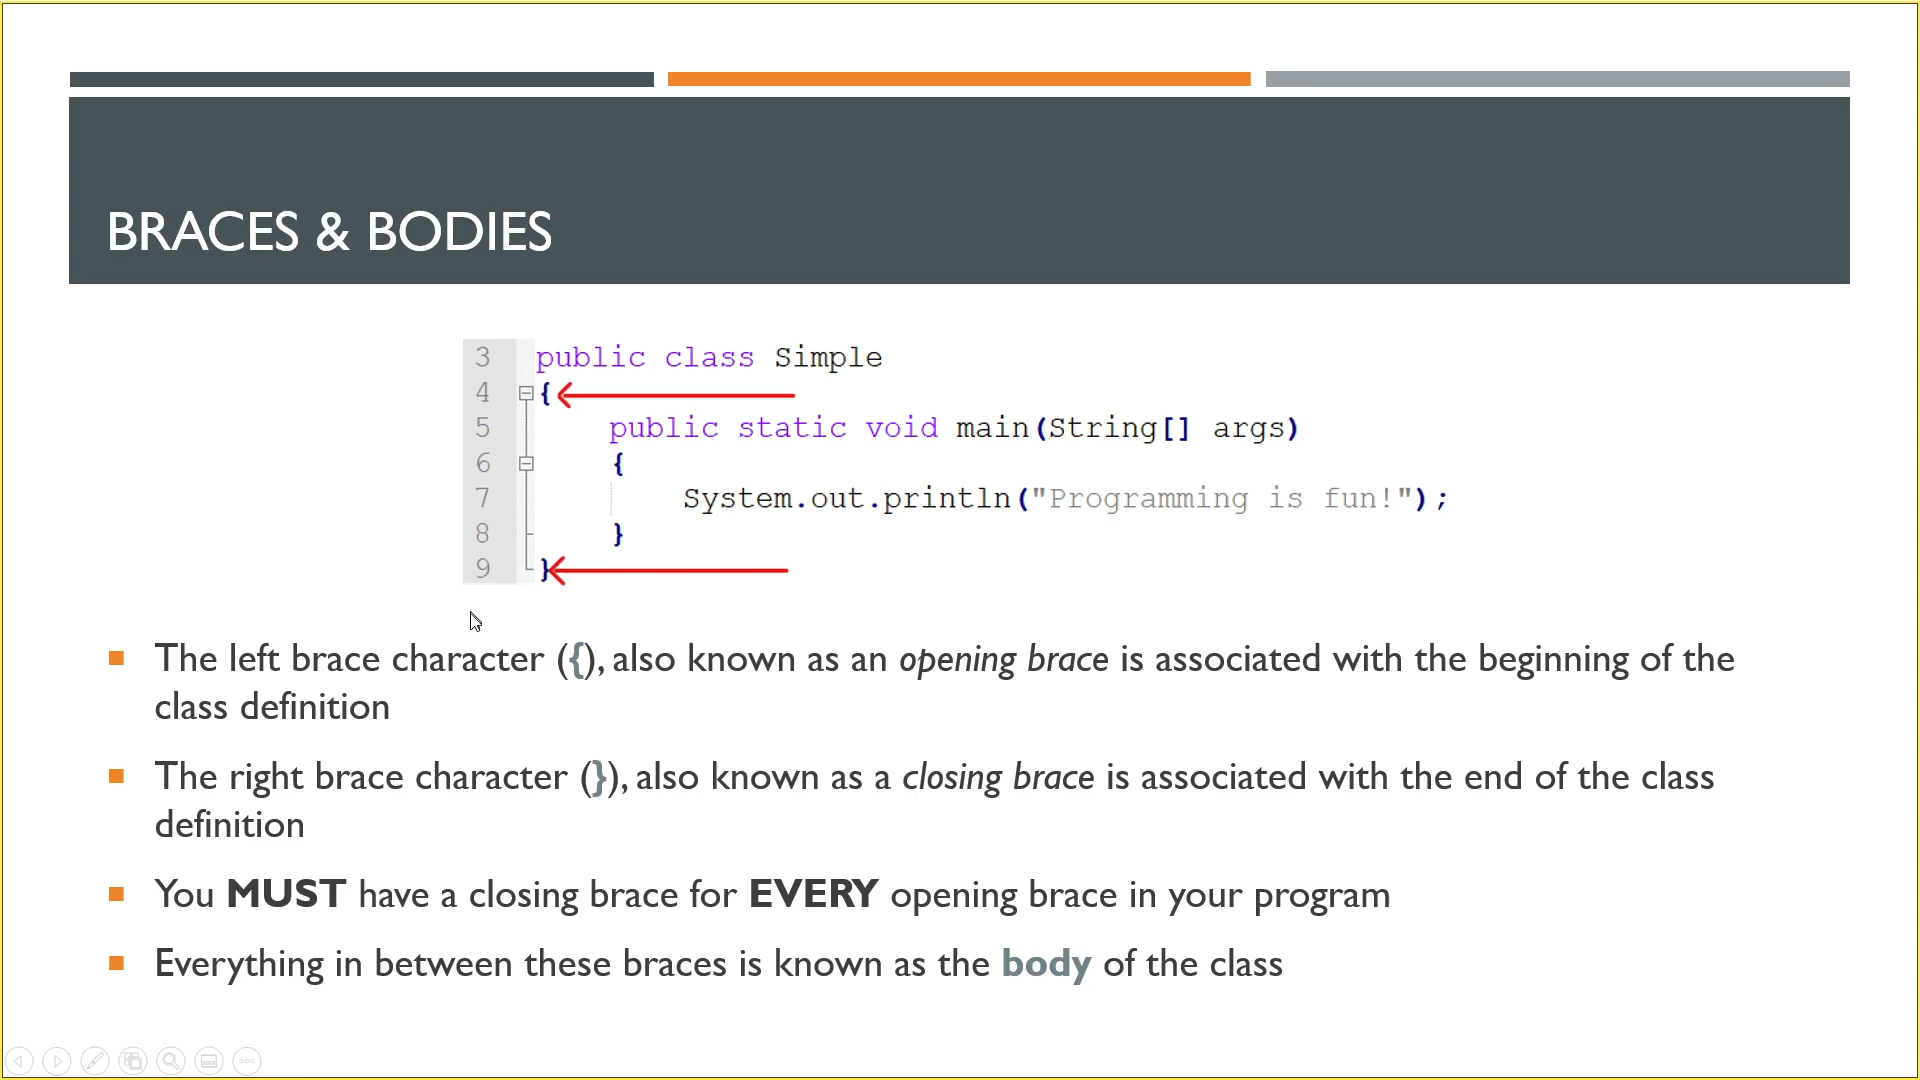 BRACES & BODIES
3 public class Simple
4 {
5     public static void main(String[] args)
6     {
7         System.out.println("Programming is fun!");
8     }
9 }
The left brace character ({), also known as an opening brace is associated with the beginning of the
class definition
The right brace character (}), also known as a closing brace is associated with the end of the class
definition
You MUST have a closing brace for EVERY opening brace in your program
Everything in between these braces is known as the body of the class